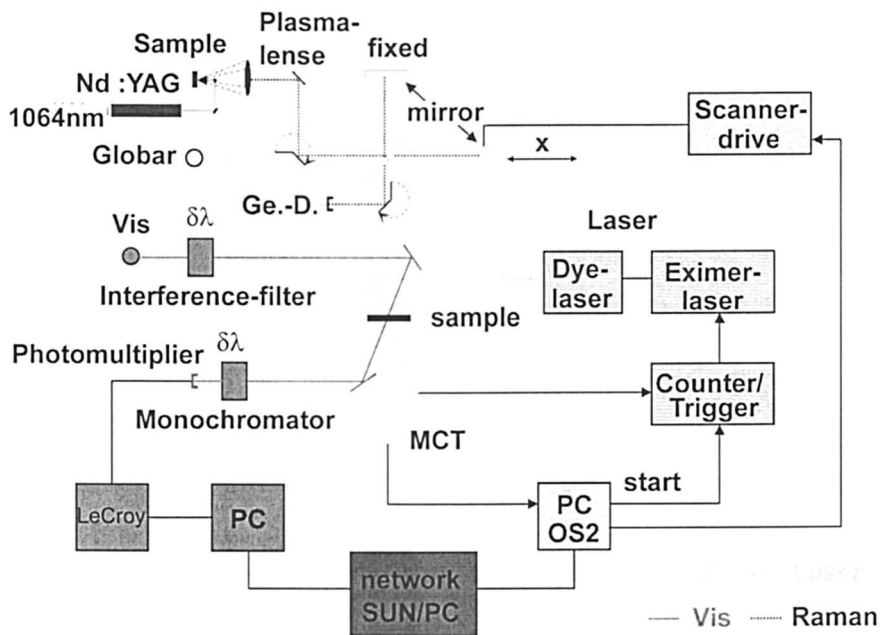 Sample
Plasma-
lense
fixed
Nd :YAG
1064nm
mirror
Scanner-
drive
Globar
x
Ge.-D.
Vis
δλ
Laser
Interference-filter
Dye-
laser
Eximer-
laser
sample
Photomultiplier
δλ
Monochromator
Counter/
Trigger
MCT
start
LeCroy
PC
PC
OS2
network
SUN/PC
Vis
Raman